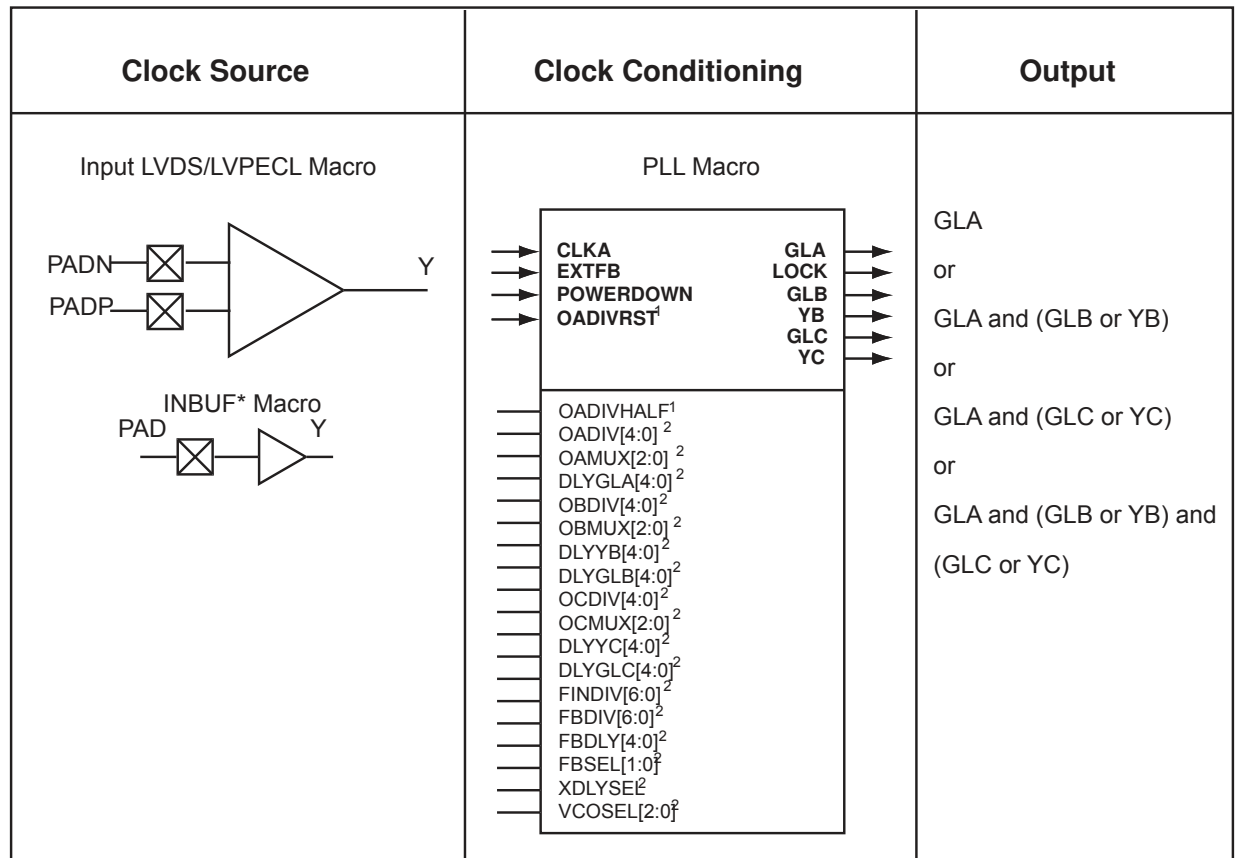 Clock Source
Clock Conditioning
Output
Input LVDS/LVPECL Macro
PADN
PADP
Y
INBUF* Macro
PAD
Y
PLL Macro
CLKA
EXTFB
POWERDOWN
OADIVRST1
GLA
LOCK
GLB
YB
GLC
YC
OADIVHALF1
OADIV[4:0] 2
OAMUX[2:0] 2
DLYGLA[4:0] 2
OBDIV[4:0] 2
OBMUX[2:0] 2
DLYYB[4:0] 2
DLYGLB[4:0] 2
OCDIV[4:0] 2
OCMUX[2:0] 2
DLYYC[4:0] 2
DLYGLC[4:0] 2
FINDIV[6:0] 2
FBDIV[6:0] 2
FBDLY[4:0] 2
FBSEL[1:0] 2
XDLYSEL2
VCOSEL[2:0] 2
GLA
or
GLA and (GLB or YB)
or
GLA and (GLC or YC)
or
GLA and (GLB or YB) and
(GLC or YC)